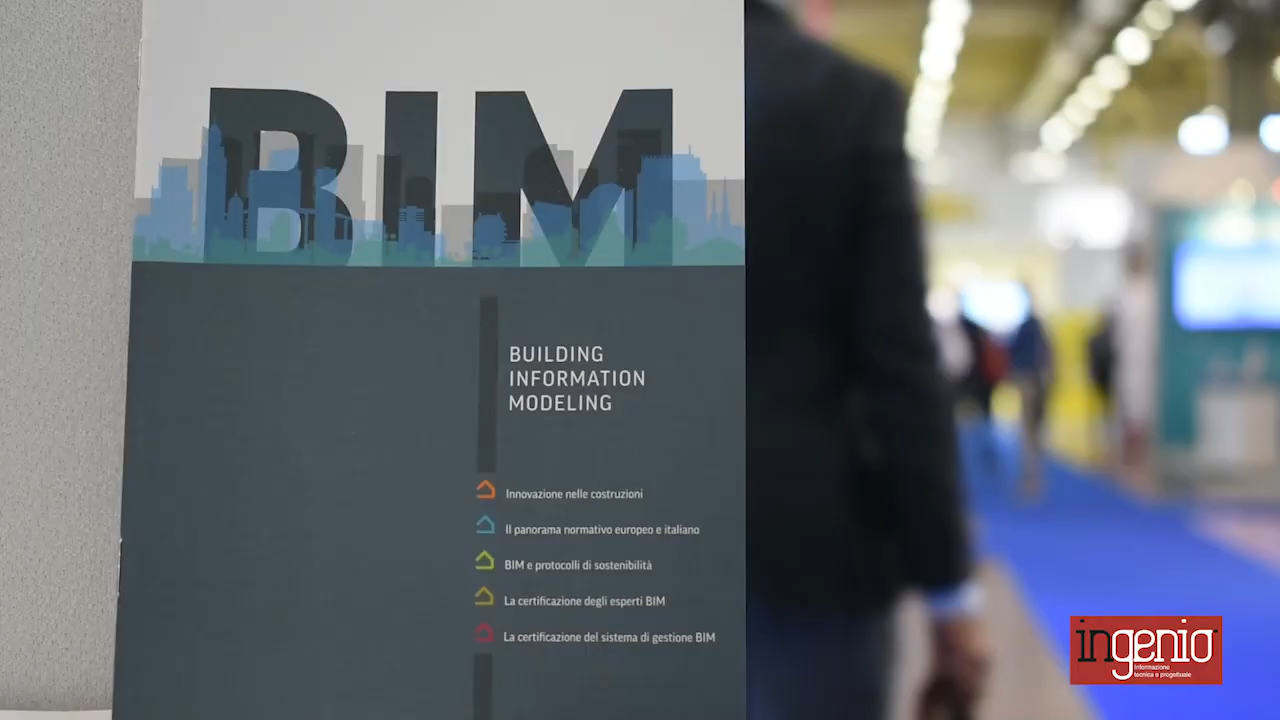 BIM
BUILDING
INFORMATION
MODELING
Innovazione nelle costruzioni
Il panorama normativo europeo e italiano
BIM e protocolli di sostenibilità
La certificazione degli esperti BIM
La certificazione del sistema di gestione BIM
ingenio
Informazione
tecnica e progettuale